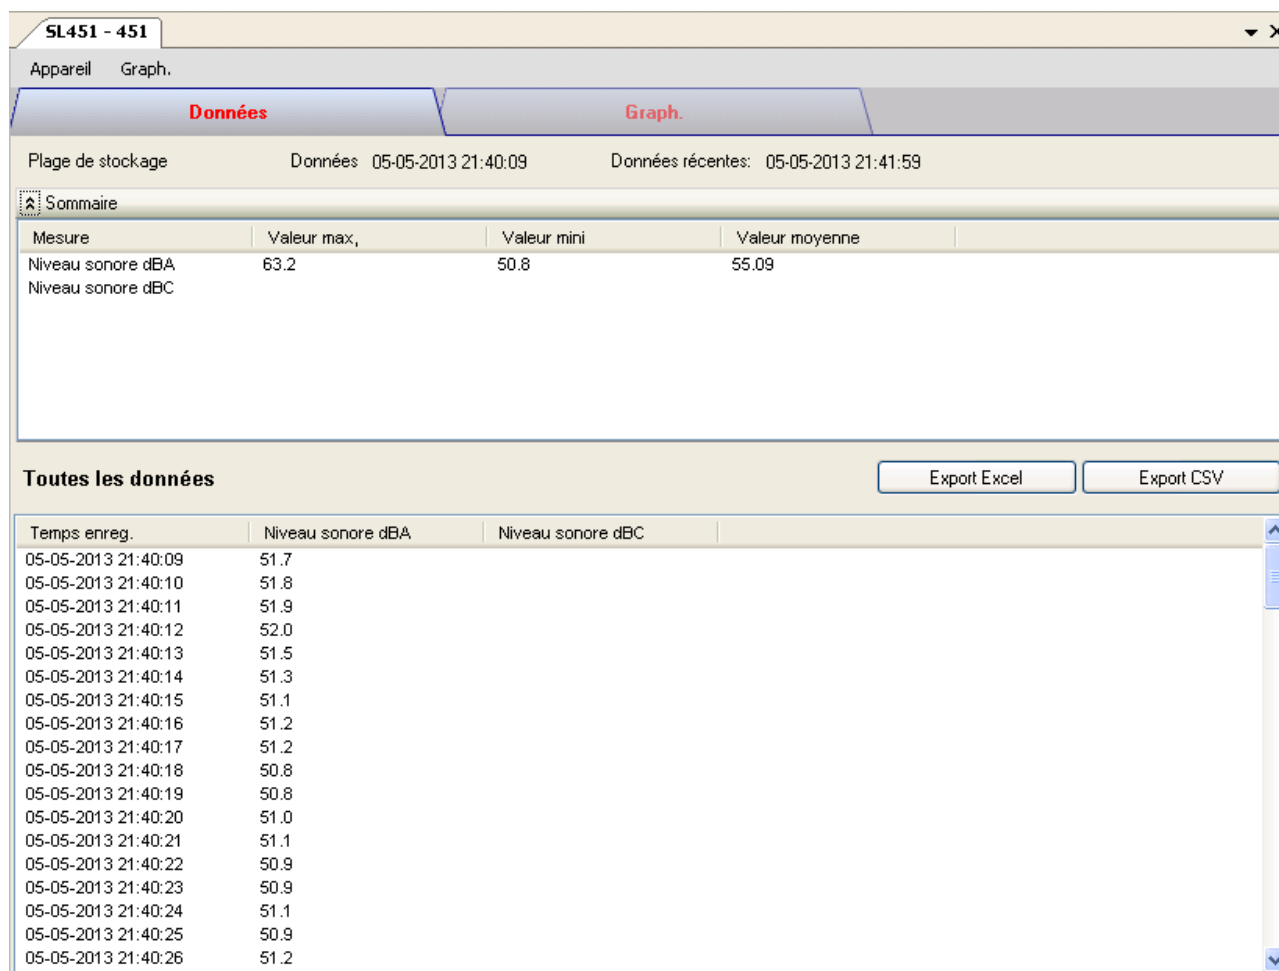 SL451 - 451
Appareil Graph.
Données Graph.
Plage de stockage Données 05-05-2013 21:40:09 Données récentes: 05-05-2013 21:41:59
Sommaire
Mesure Valeur max, Valeur mini Valeur moyenne
Niveau sonore dBA 63.2 50.8 55.09
Niveau sonore dBC
Toutes les données Export Excel Export CSV
Temps enreg. Niveau sonore dBA Niveau sonore dBC
05-05-2013 21:40:09 51.7
05-05-2013 21:40:10 51.8
05-05-2013 21:40:11 51.9
05-05-2013 21:40:12 52.0
05-05-2013 21:40:13 51.5
05-05-2013 21:40:14 51.3
05-05-2013 21:40:15 51.1
05-05-2013 21:40:16 51.2
05-05-2013 21:40:17 51.2
05-05-2013 21:40:18 50.8
05-05-2013 21:40:19 50.8
05-05-2013 21:40:20 51.0
05-05-2013 21:40:21 51.1
05-05-2013 21:40:22 50.9
05-05-2013 21:40:23 50.9
05-05-2013 21:40:24 51.1
05-05-2013 21:40:25 50.9
05-05-2013 21:40:26 51.2